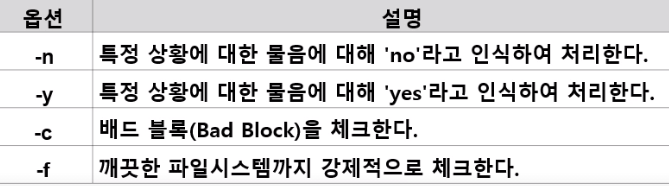 옵션 설명
-n 특정 상황에 대한 물음에 대해 'no'라고 인식하여 처리한다.
-y 특정 상황에 대한 물음에 대해 'yes'라고 인식하여 처리한다.
-c 배드 블록(Bad Block)을 체크한다.
-f 깨끗한 파일시스템까지 강제적으로 체크한다.